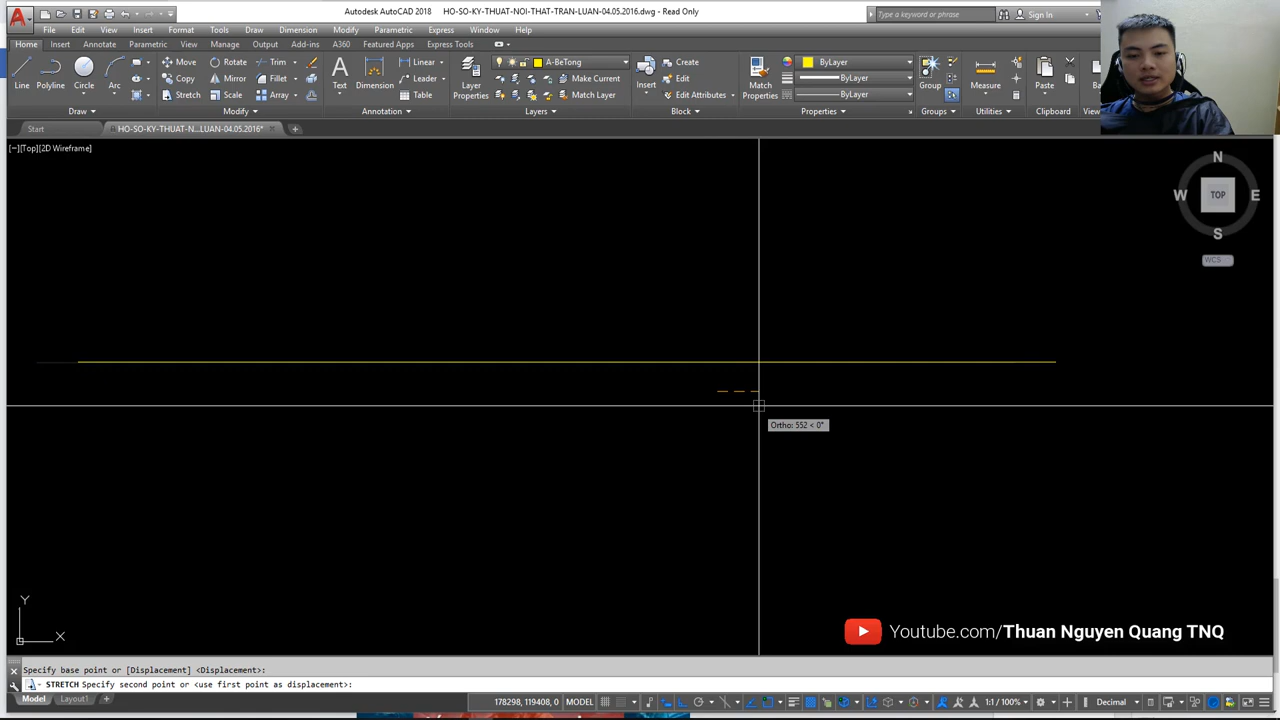 Autodesk AutoCAD 2018 HO-SO-KY-THUAT-NOI-THAT-TRAN-LUAN-04.05.2016.dwg - Read Only
Type a keyword or phrase
Sign In
File Edit View Insert Format Tools Draw Dimension Modify Parametric Express Window Help
Home Insert Annotate Parametric View Manage Output Add-ins A360 Featured Apps Express Tools
Line Polyline Circle Arc
Move Rotate Trim
Copy Mirror Fillet
Stretch Scale Array
Text Dimension
Linear
Leader
Table
Layer Properties
A-BeTong
Make Current
Match Layer
Insert
Create
Edit
Edit Attributes
Match Properties
ByLayer
ByLayer
ByLayer
Group
Measure
Paste
Draw Modify Annotation Layers Block Properties Groups Utilities Clipboard
Start HO-SO-KY-THUAT-N...LUAN-04.05.2016*
[−][Top][2D Wireframe]
N
W TOP E
S
WCS
Ortho: 552 < 0°
Y
X
Youtube.com/Thuan Nguyen Quang TNQ
Specify base point or [Displacement] <Displacement>:
STRETCH Specify second point or <use first point as displacement>:
Model Layout1 178298, 119408, 0 MODEL 1:1 / 100% Decimal